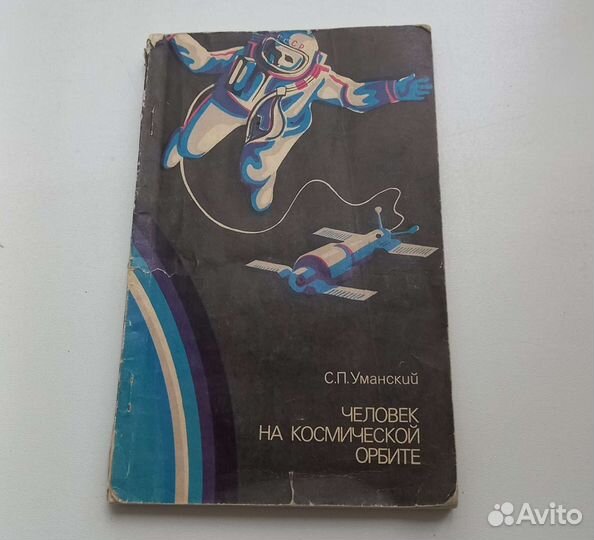 СССР
С.П.Уманский
ЧЕЛОВЕК
НА КОСМИЧЕСКОЙ
ОРБИТЕ
Avito